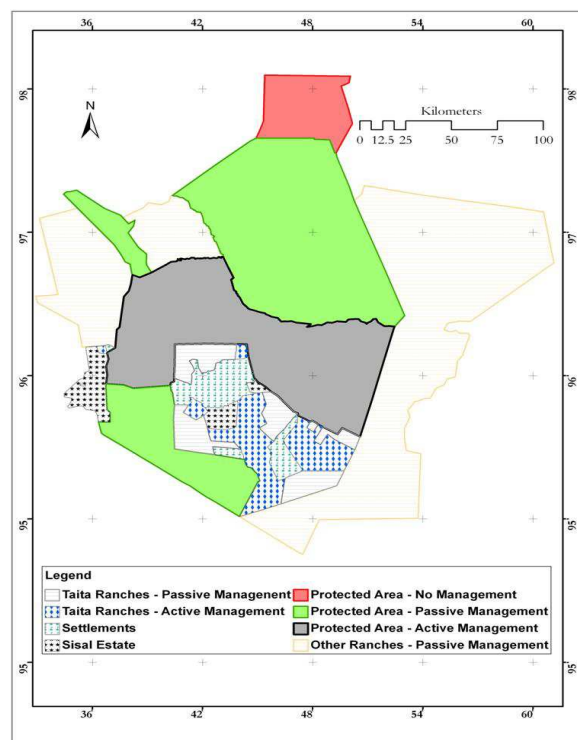 36 42 48 54 60
98 98
N
Kilometers
0 12.5 25 50 75 100
97 97
96 96
95 95
Legend
Taita Ranches - Passive Management
Taita Ranches - Active Management
Settlements
Sisal Estate
Protected Area - No Management
Protected Area - Passive Management
Protected Area - Active Management
Other Ranches - Passive Management
95 95
36 42 48 54 60